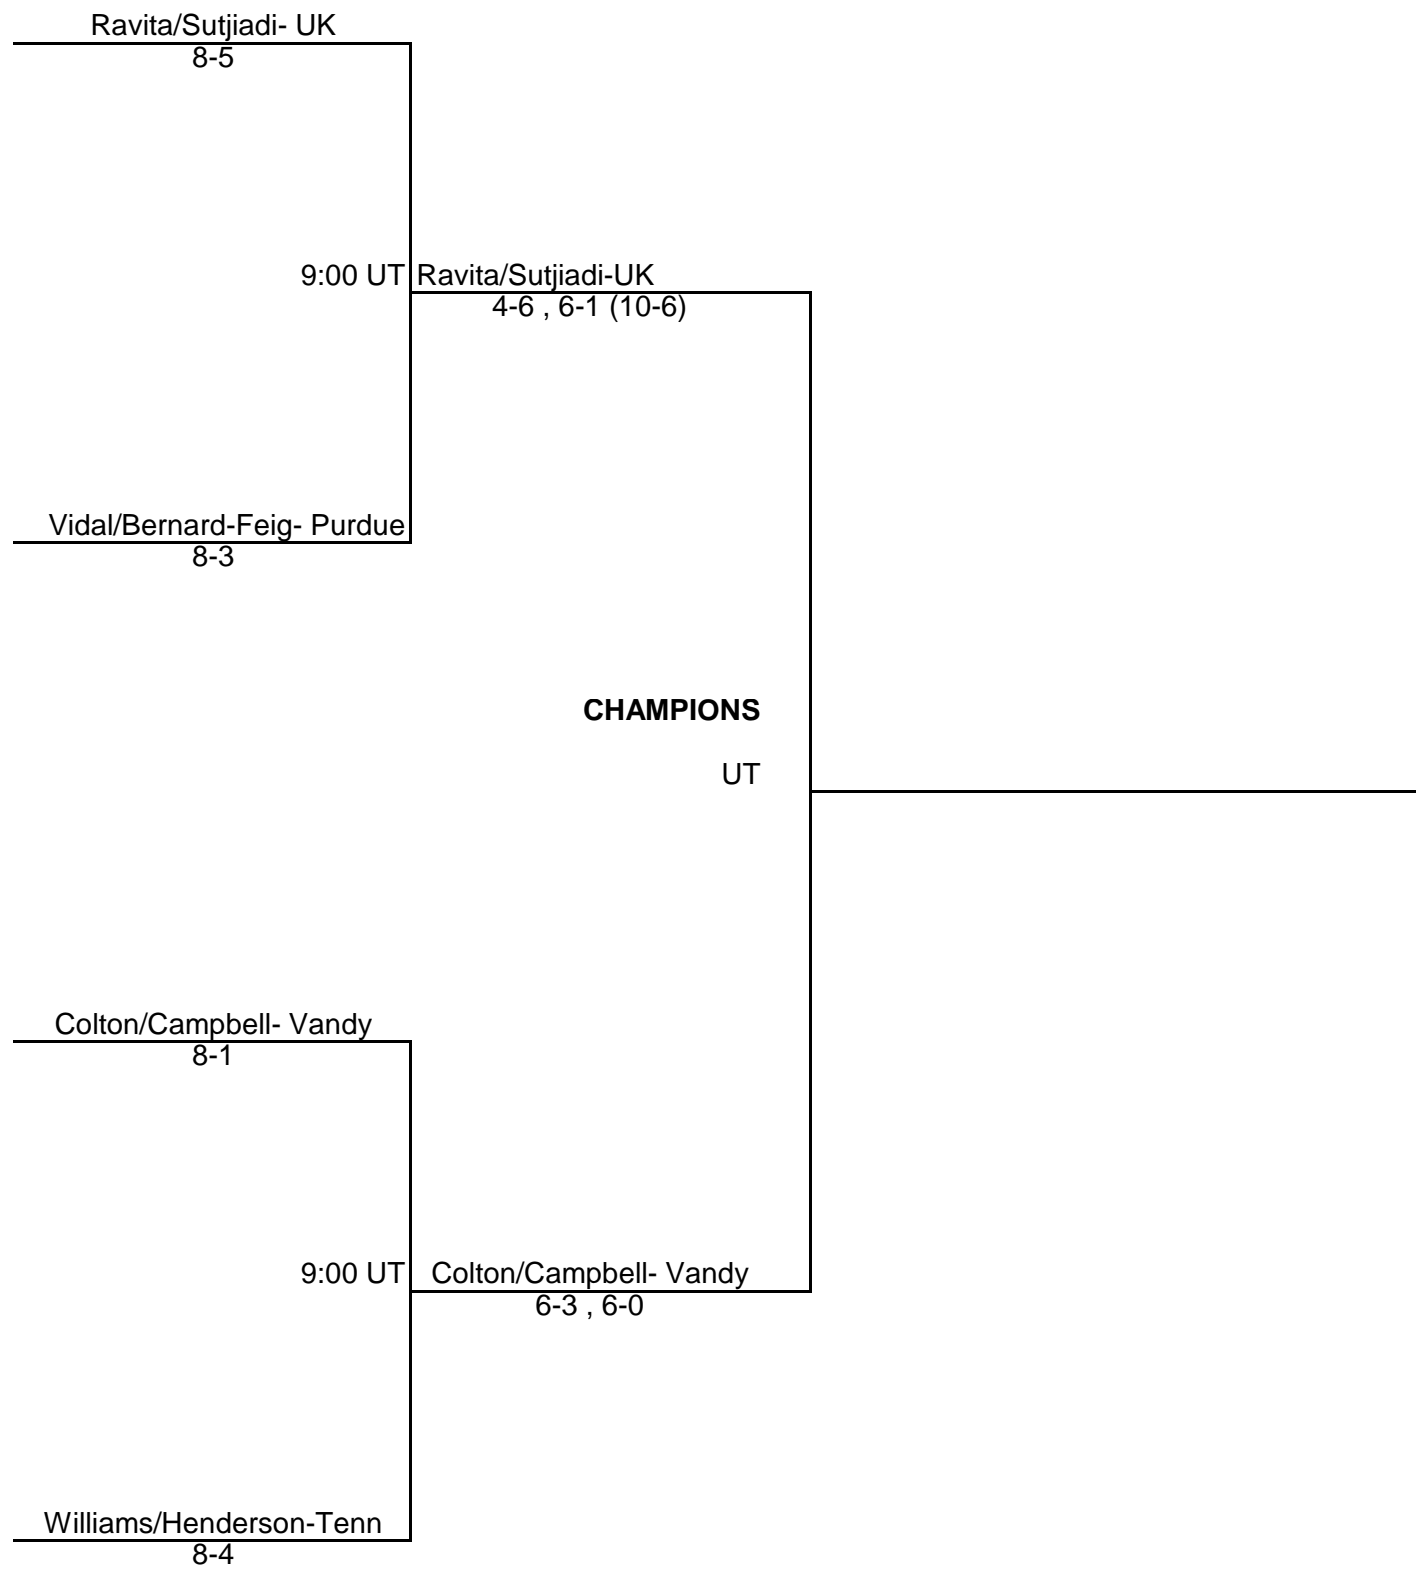 Ravita/Sutjiadi- UK
8-5
9:00 UT Ravita/Sutjiadi-UK
4-6 , 6-1 (10-6)
Vidal/Bernard-Feig- Purdue
8-3
CHAMPIONS
UT
Colton/Campbell- Vandy
8-1
9:00 UT Colton/Campbell- Vandy
6-3 , 6-0
Williams/Henderson-Tenn
8-4